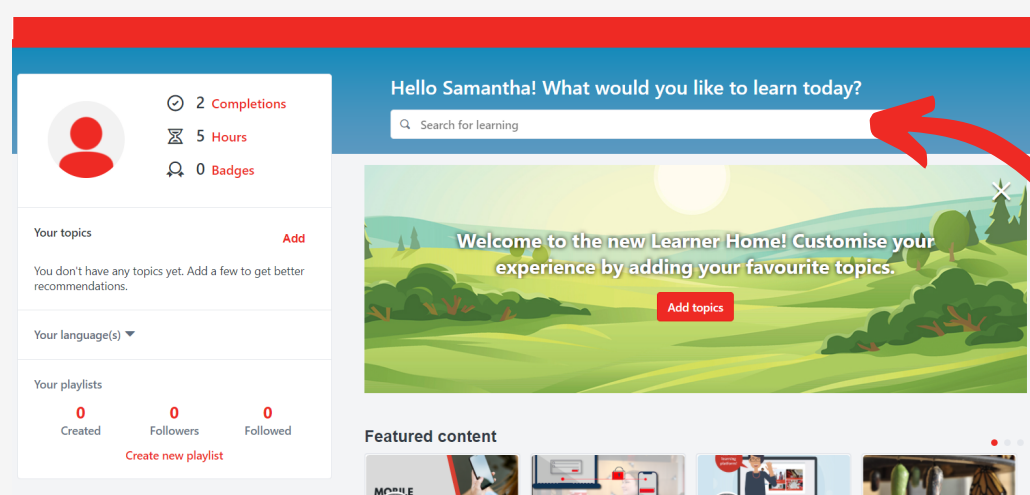 Hello Samantha! What would you like to learn today?
Search for learning
2 Completions
5 Hours
0 Badges
Your topics
Add
You don't have any topics yet. Add a few to get better
recommendations.
Your language(s)
Your playlists
0 0 0
Created Followers Followed
Create new playlist
Welcome to the new Learner Home! Customise your
experience by adding your favourite topics.
Add topics
Featured content
MOBILE